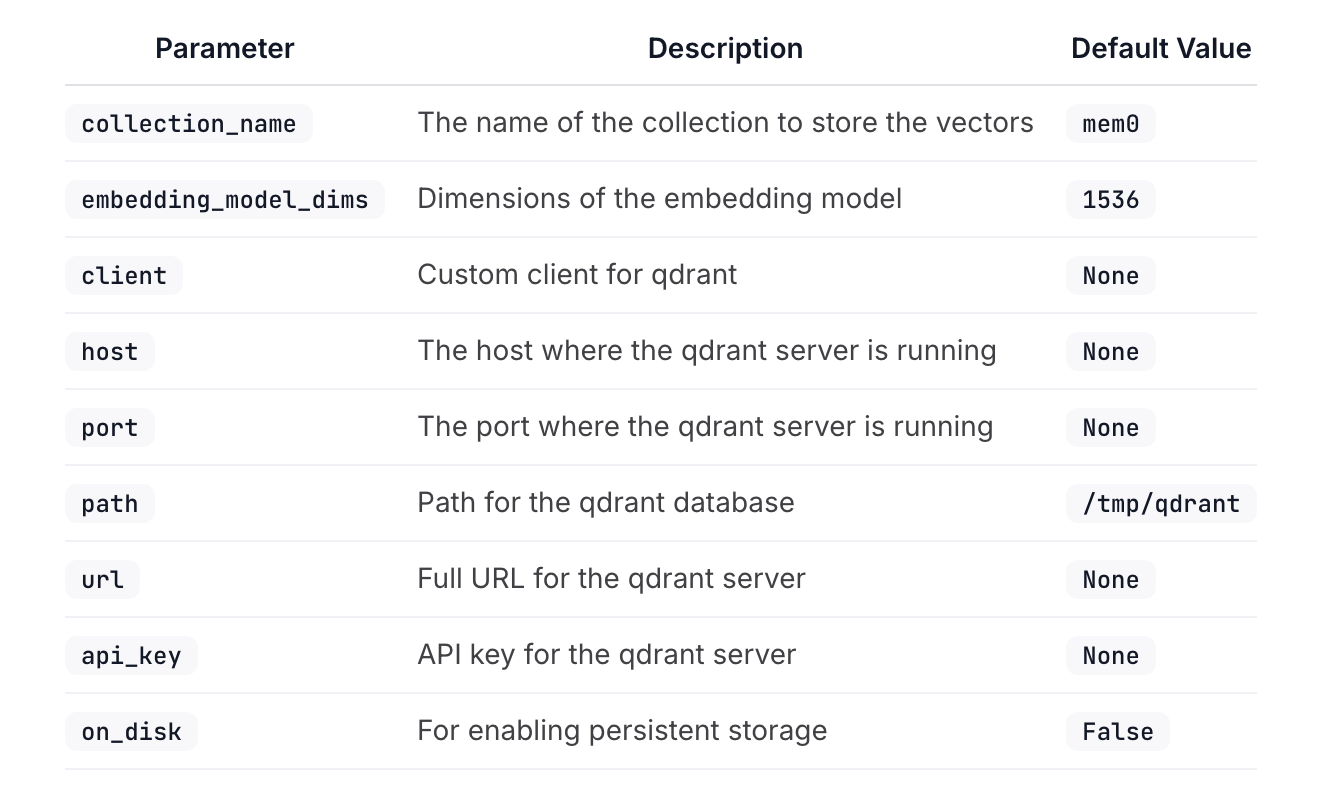 Parameter Description Default Value
collection_name The name of the collection to store the vectors mem0
embedding_model_dims Dimensions of the embedding model 1536
client Custom client for qdrant None
host The host where the qdrant server is running None
port The port where the qdrant server is running None
path Path for the qdrant database /tmp/qdrant
url Full URL for the qdrant server None
api_key API key for the qdrant server None
on_disk For enabling persistent storage False